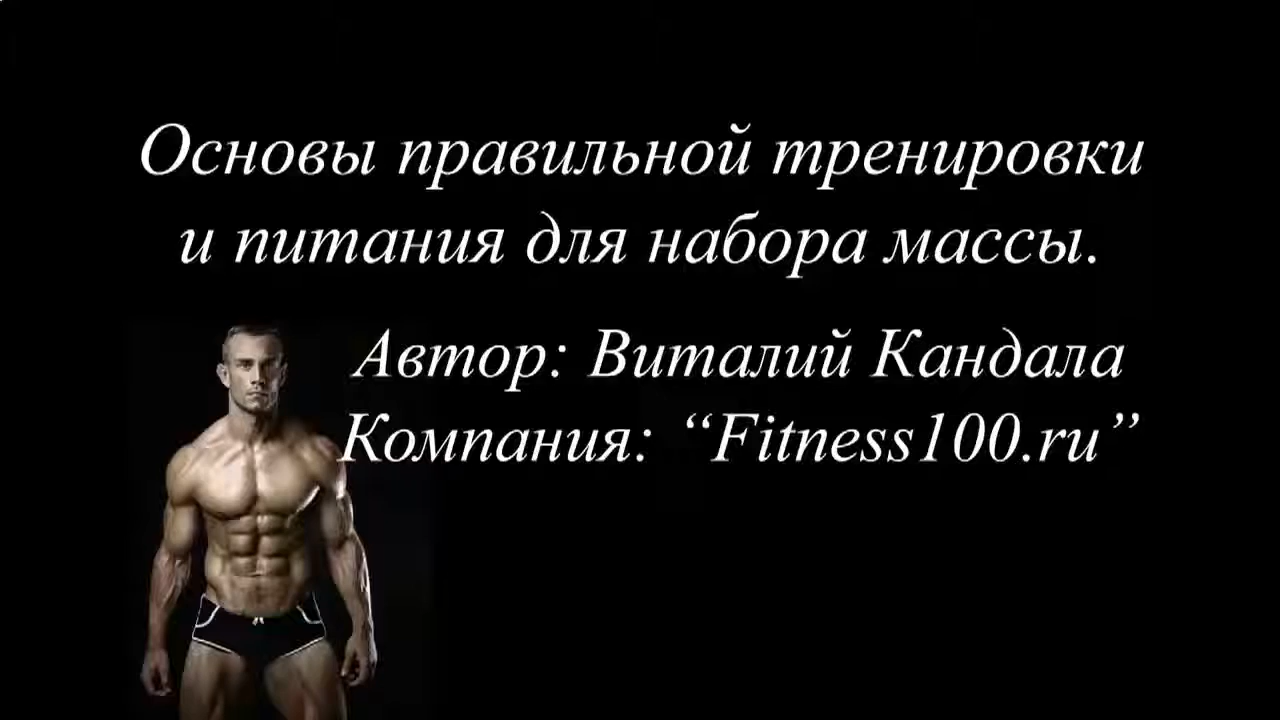 Основы правильной тренировки
и питания для набора массы.
Автор: Виталий Кандала
Компания: “Fitness100.ru”